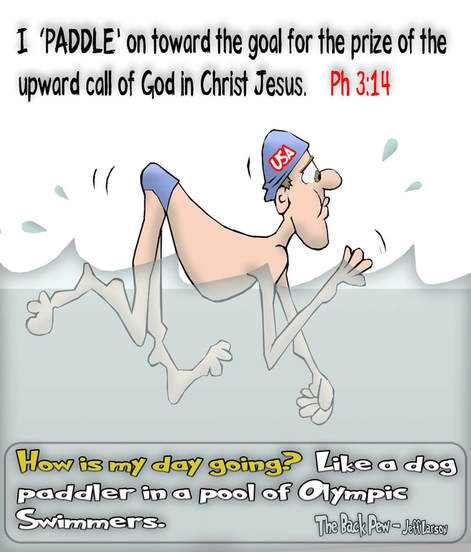 I 'PADDLE' on toward the goal for the prize of the
upward call of God in Christ Jesus. Ph 3:14
USA
How is my day going? Like a dog
paddler in a pool of Olympic
Swimmers.
The Back Pew - Jeff Larson